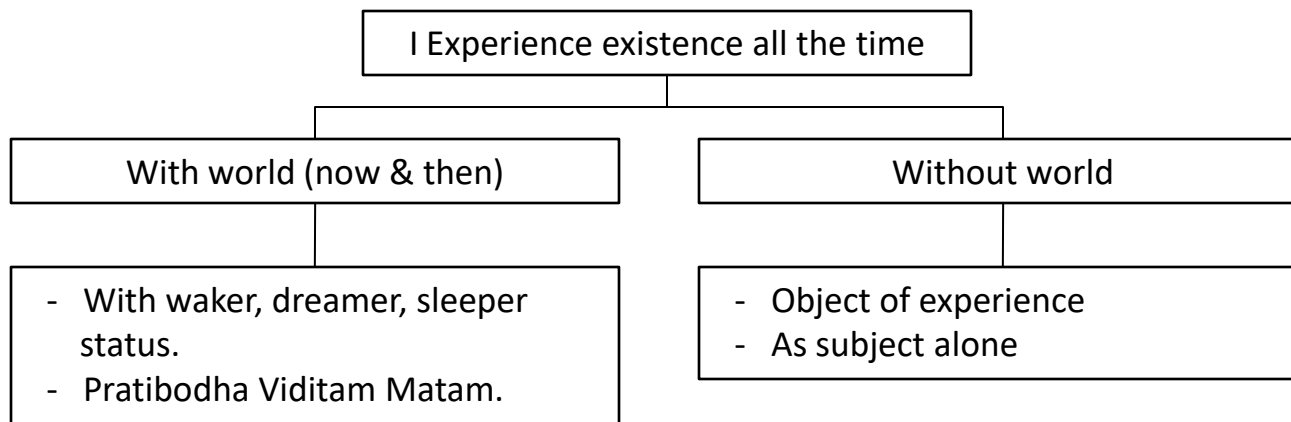 I Experience existence all the time
With world (now & then)
Without world
- With waker, dreamer, sleeper
status.
- Pratibodha Viditam Matam.
- Object of experience
- As subject alone